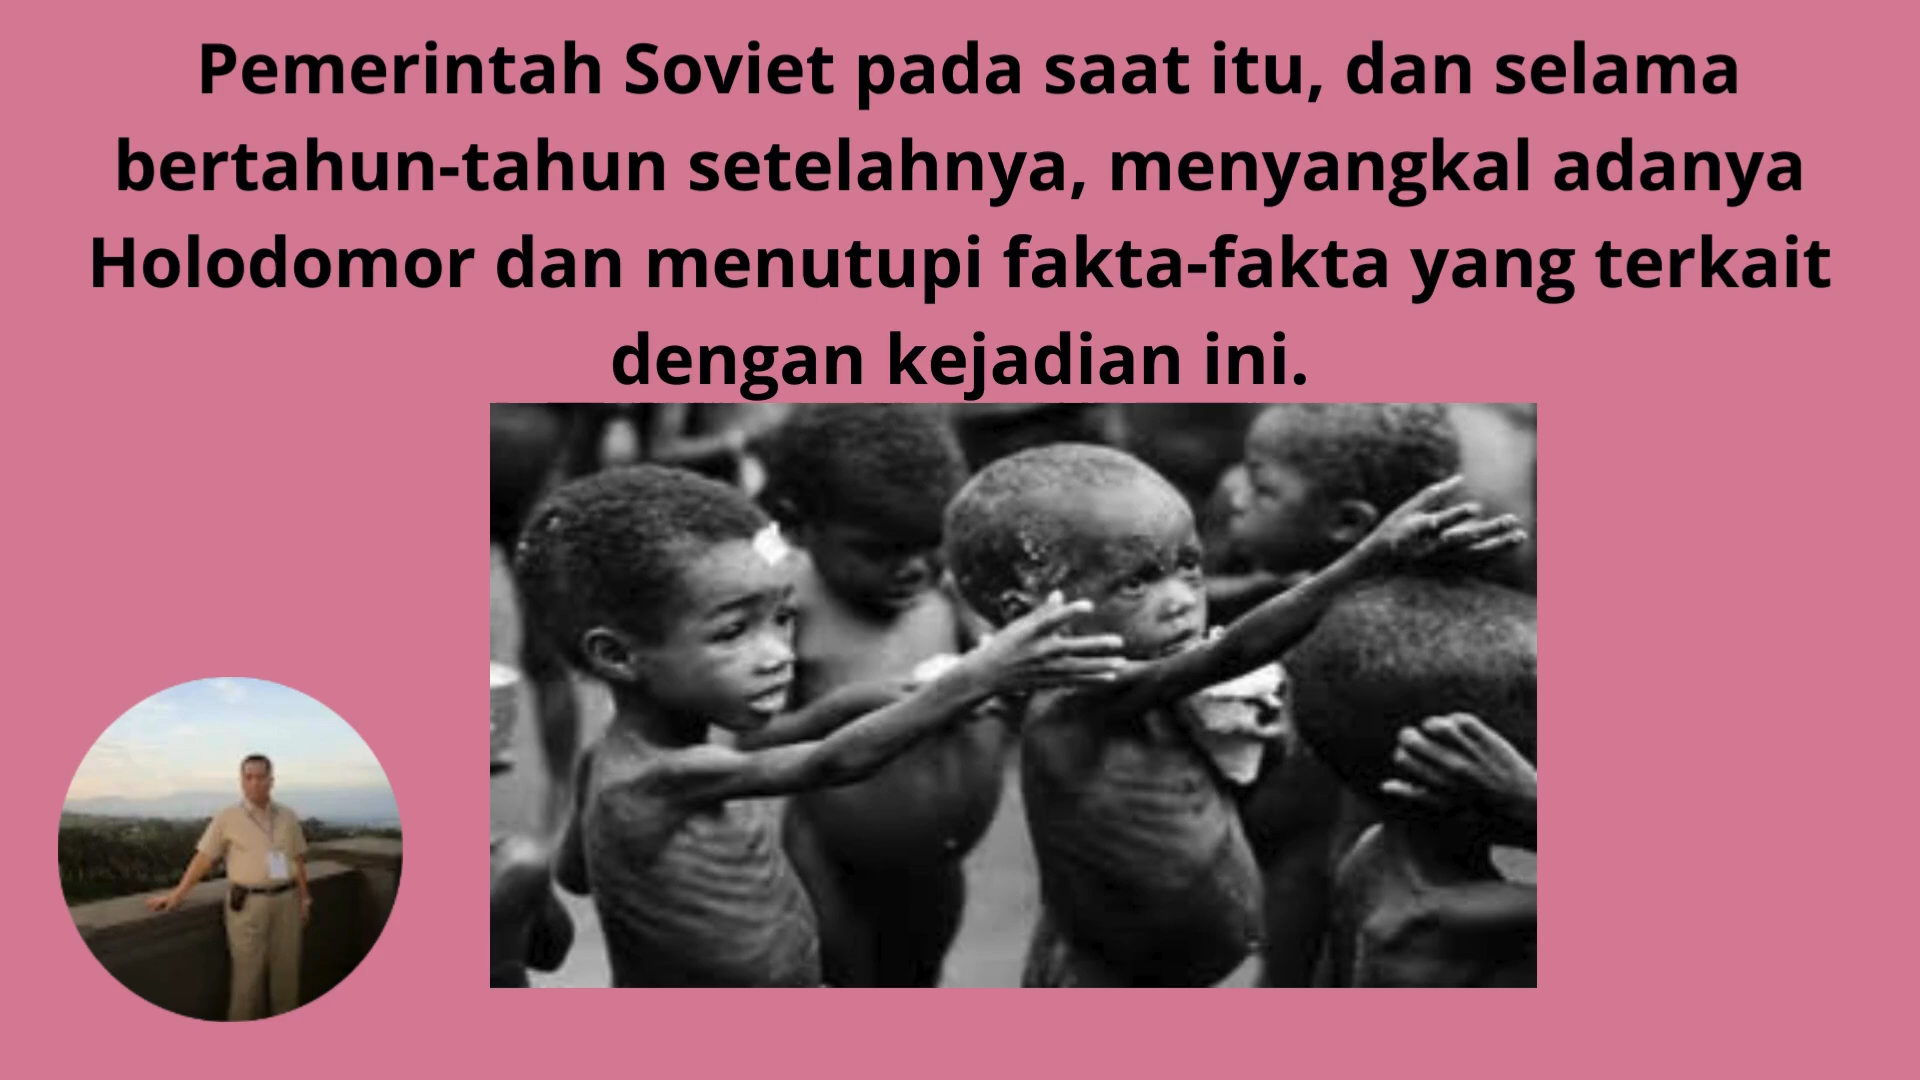 Pemerintah Soviet pada saat itu, dan selama
bertahun-tahun setelahnya, menyangkal adanya
Holodomor dan menutupi fakta-fakta yang terkait
dengan kejadian ini.